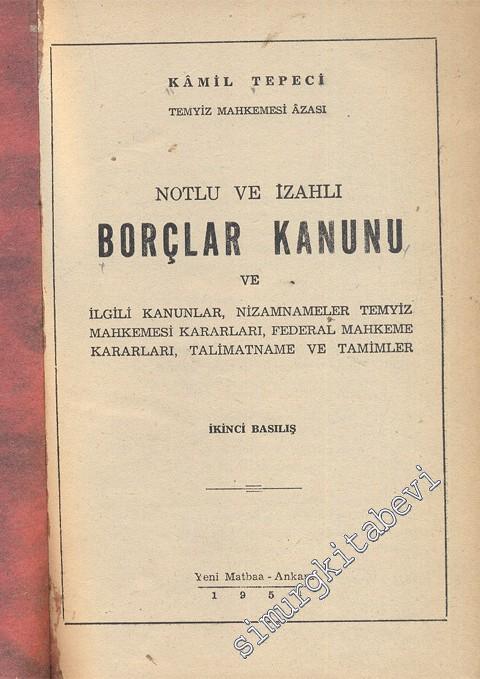 KÂMİL TEPECİ
TEMYİZ MAHKEMESİ ÂZASI
NOTLU VE İZAHLI
BORÇLAR KANUNU
VE
İLGİLİ KANUNLAR, NİZAMNAMELER TEMYİZ
MAHKEMESİ KARARLARI, FEDERAL MAHKEME
KARARLARI, TALİMATNAME VE TAMİMLER
İKİNCİ BASILIŞ
Yeni Matbaa - Ankara
1 9 5
simurgkitabevi